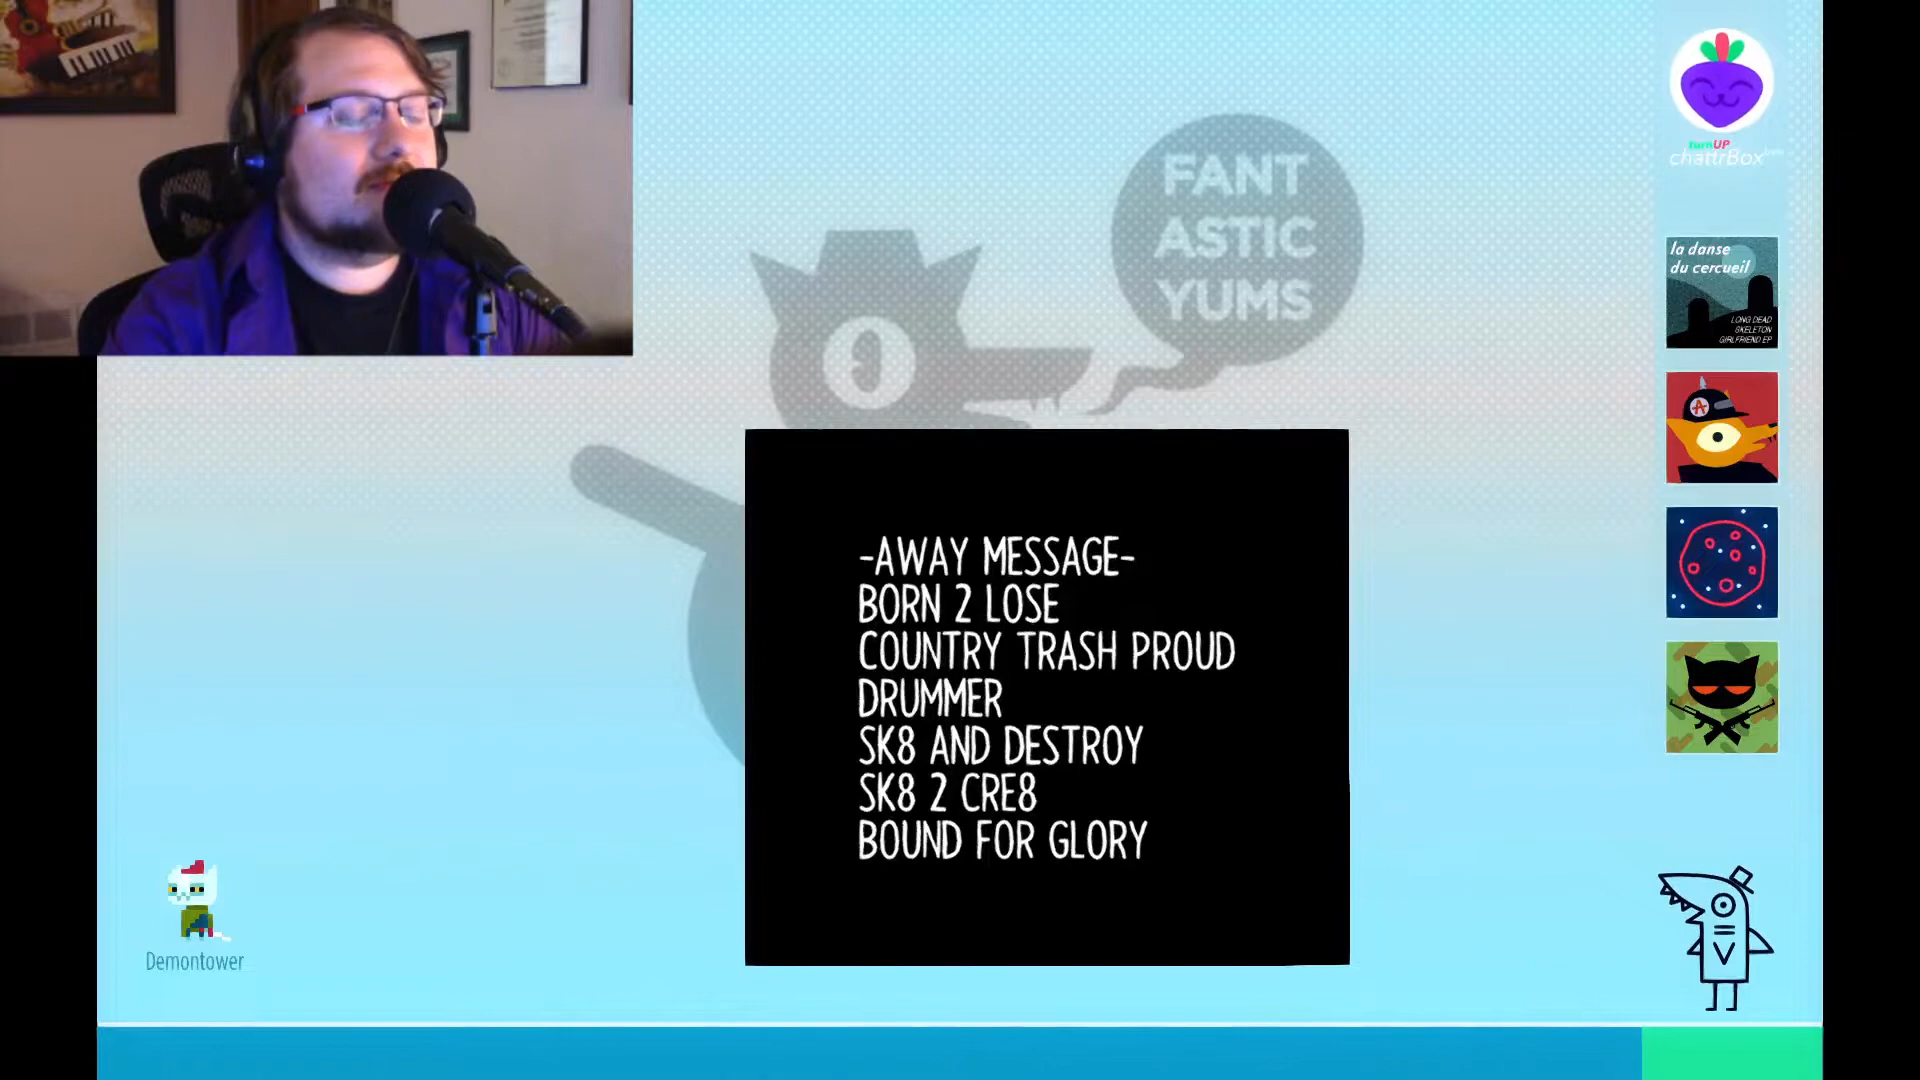 FANT
ASTIC
YUMS
turnUP
chattrBox
la danse
du cercueil
LONG DEAD
SKELETON
GIRLFRIEND EP
A
-AWAY MESSAGE-
BORN 2 LOSE
COUNTRY TRASH PROUD
DRUMMER
SK8 AND DESTROY
SK8 2 CRE8
BOUND FOR GLORY
Demontower